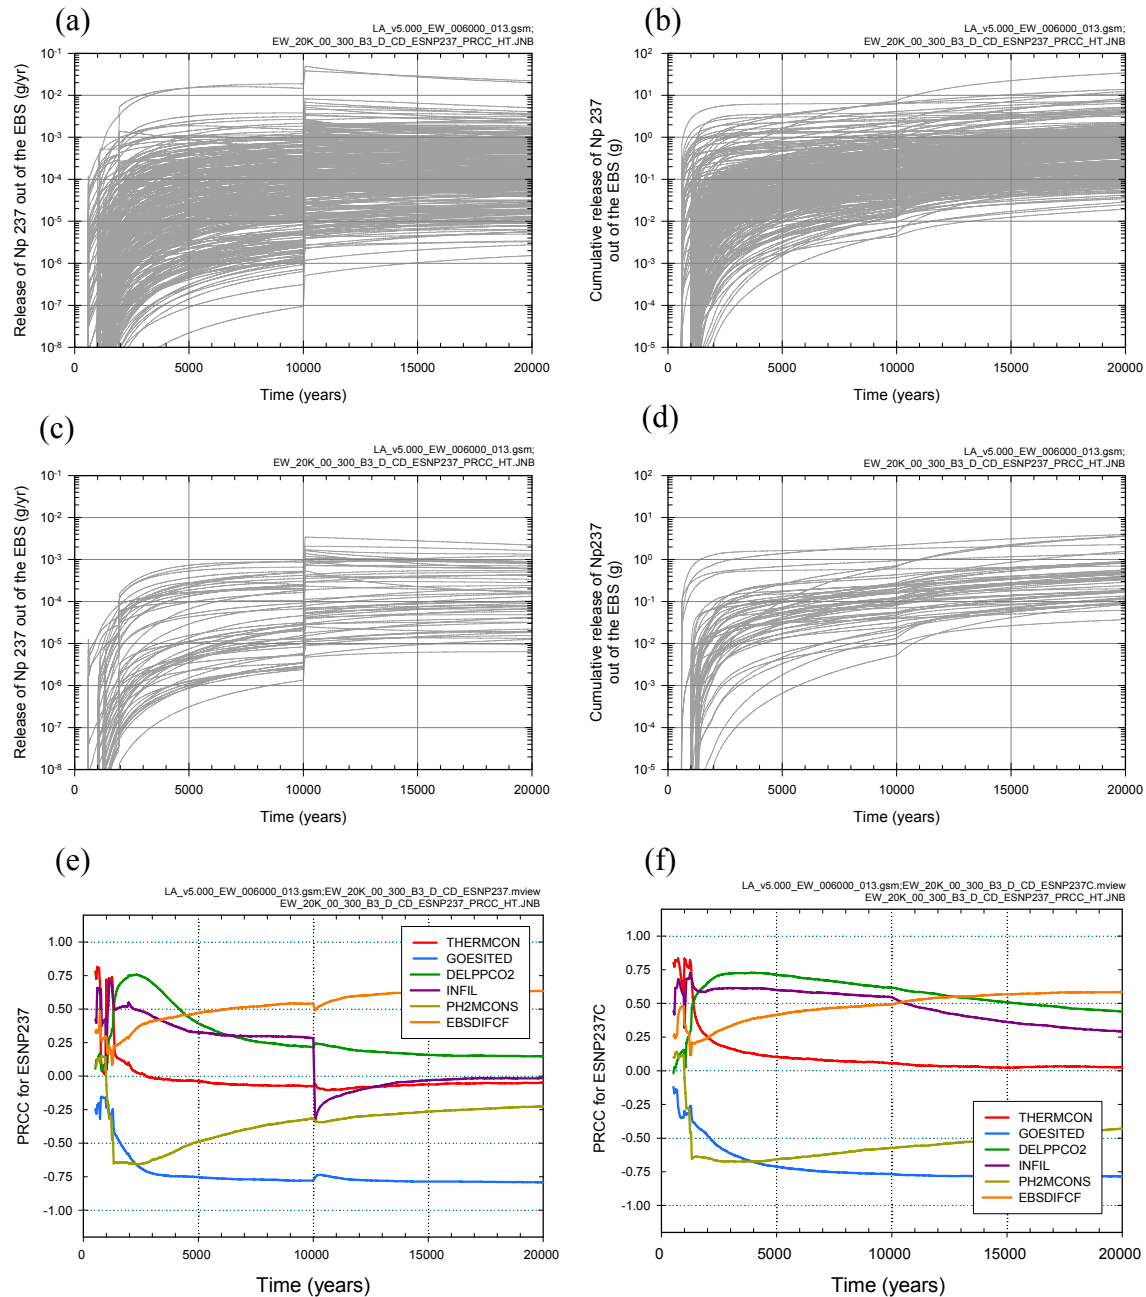 (a)
LA_v5.000_EW_006000_013.gsm;
EW_20K_00_300_B3_D_CD_ESNP237_PRCC_HT.JNB
Release of Np 237 out of the EBS (g/yr)
10-1
10-2
10-3
10-4
10-5
10-6
10-7
10-8
0 5000 10000 15000 20000
Time (years)
(b)
LA_v5.000_EW_006000_013.gsm;
EW_20K_00_300_B3_D_CD_ESNP237_PRCC_HT.JNB
Cumulative release of Np 237
out of the EBS (g)
102
101
100
10-1
10-2
10-3
10-4
10-5
0 5000 10000 15000 20000
Time (years)
(c)
LA_v5.000_EW_006000_013.gsm;
EW_20K_00_300_B3_D_CD_ESNP237_PRCC_HT.JNB
Release of Np 237 out of the EBS (g/yr)
10-1
10-2
10-3
10-4
10-5
10-6
10-7
10-8
0 5000 10000 15000 20000
Time (years)
(d)
LA_v5.000_EW_006000_013.gsm;
EW_20K_00_300_B3_D_CD_ESNP237_PRCC_HT.JNB
Cumulative release of Np237
out of the EBS (g)
102
101
100
10-1
10-2
10-3
10-4
10-5
0 5000 10000 15000 20000
Time (years)
(e)
LA_v5.000_EW_006000_013.gsm;EW_20K_00_300_B3_D_CD_ESNP237.mview
EW_20K_00_300_B3_D_CD_ESNP237_PRCC_HT.JNB
PRCC for ESNP237
1.00
0.75
0.50
0.25
0.00
-0.25
-0.50
-0.75
-1.00
THERMCON
GOESITED
DELPPCO2
INFIL
PH2MCONS
EBSDIFCF
0 5000 10000 15000 20000
Time (years)
(f)
LA_v5.000_EW_006000_013.gsm;EW_20K_00_300_B3_D_CD_ESNP237C.mview
EW_20K_00_300_B3_D_CD_ESNP237_PRCC_HT.JNB
PRCC for ESNP237C
1.00
0.75
0.50
0.25
0.00
-0.25
-0.50
-0.75
-1.00
THERMCON
GOESITED
DELPPCO2
INFIL
PH2MCONS
EBSDIFCF
0 5000 10000 15000 20000
Time (years)